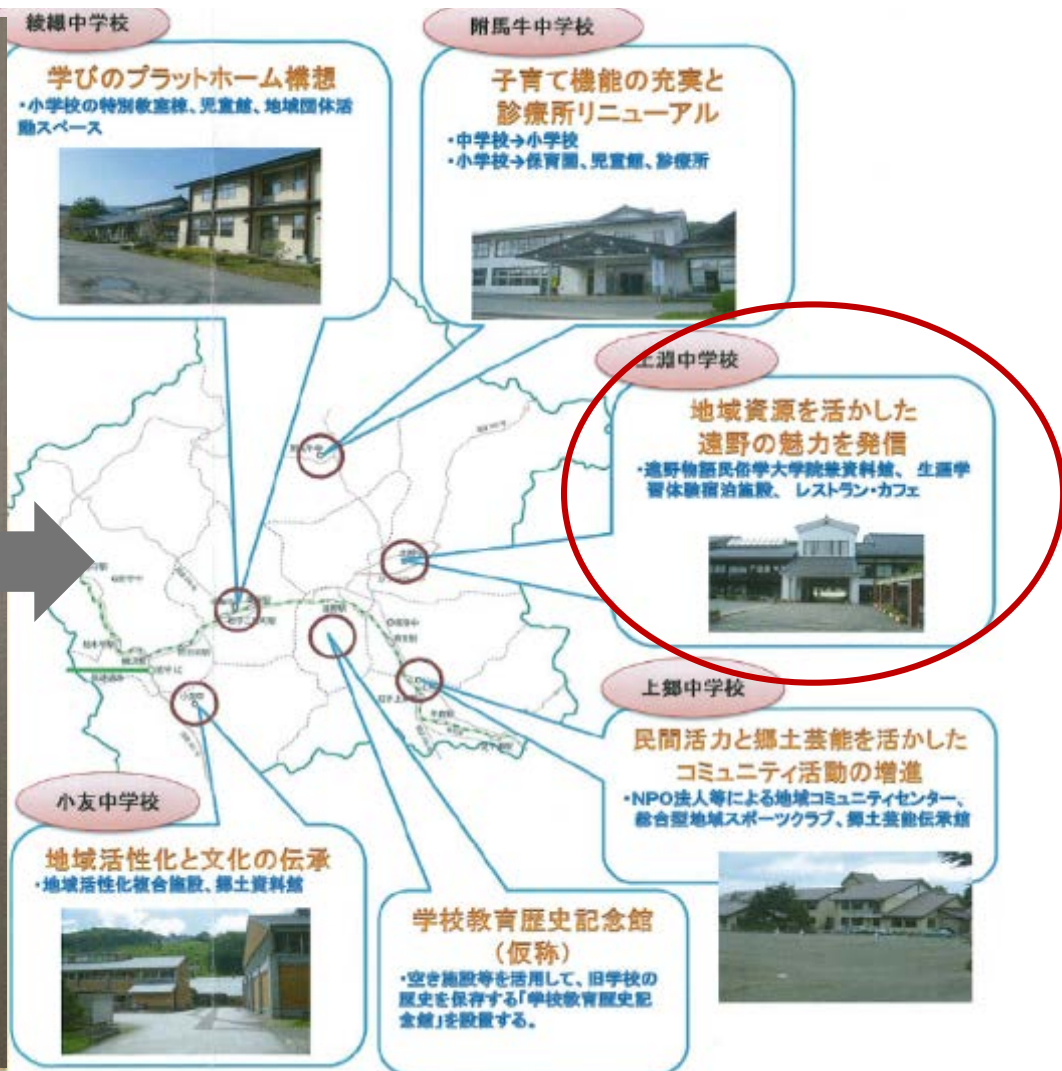 綾織中学校
学びのプラットホーム構想
・小学校の特別教室棟、児童館、地域団体活
動スペース
附馬牛中学校
子育て機能の充実と
診療所リニューアル
・中学校→小学校
・小学校→保育園、児童館、診療所
土淵中学校
地域資源を活かした
遠野の魅力を発信
・遠野物語民俗学大学院兼資料館、 生涯学
習体験宿泊施設、 レストラン・カフェ
上郷中学校
民間活力と郷土芸能を活かした
コミュニティ活動の増進
・NPO法人等による地域コミュニティセンター、
総合型地域スポーツクラブ、郷土芸能伝承館
小友中学校
地域活性化と文化の伝承
・地域活性化複合施設、郷土資料館
学校教育歴史記念館
(仮称)
・空き施設等を活用して、旧学校の
歴史を保存する「学校教育歴史記
念館」を設置する。